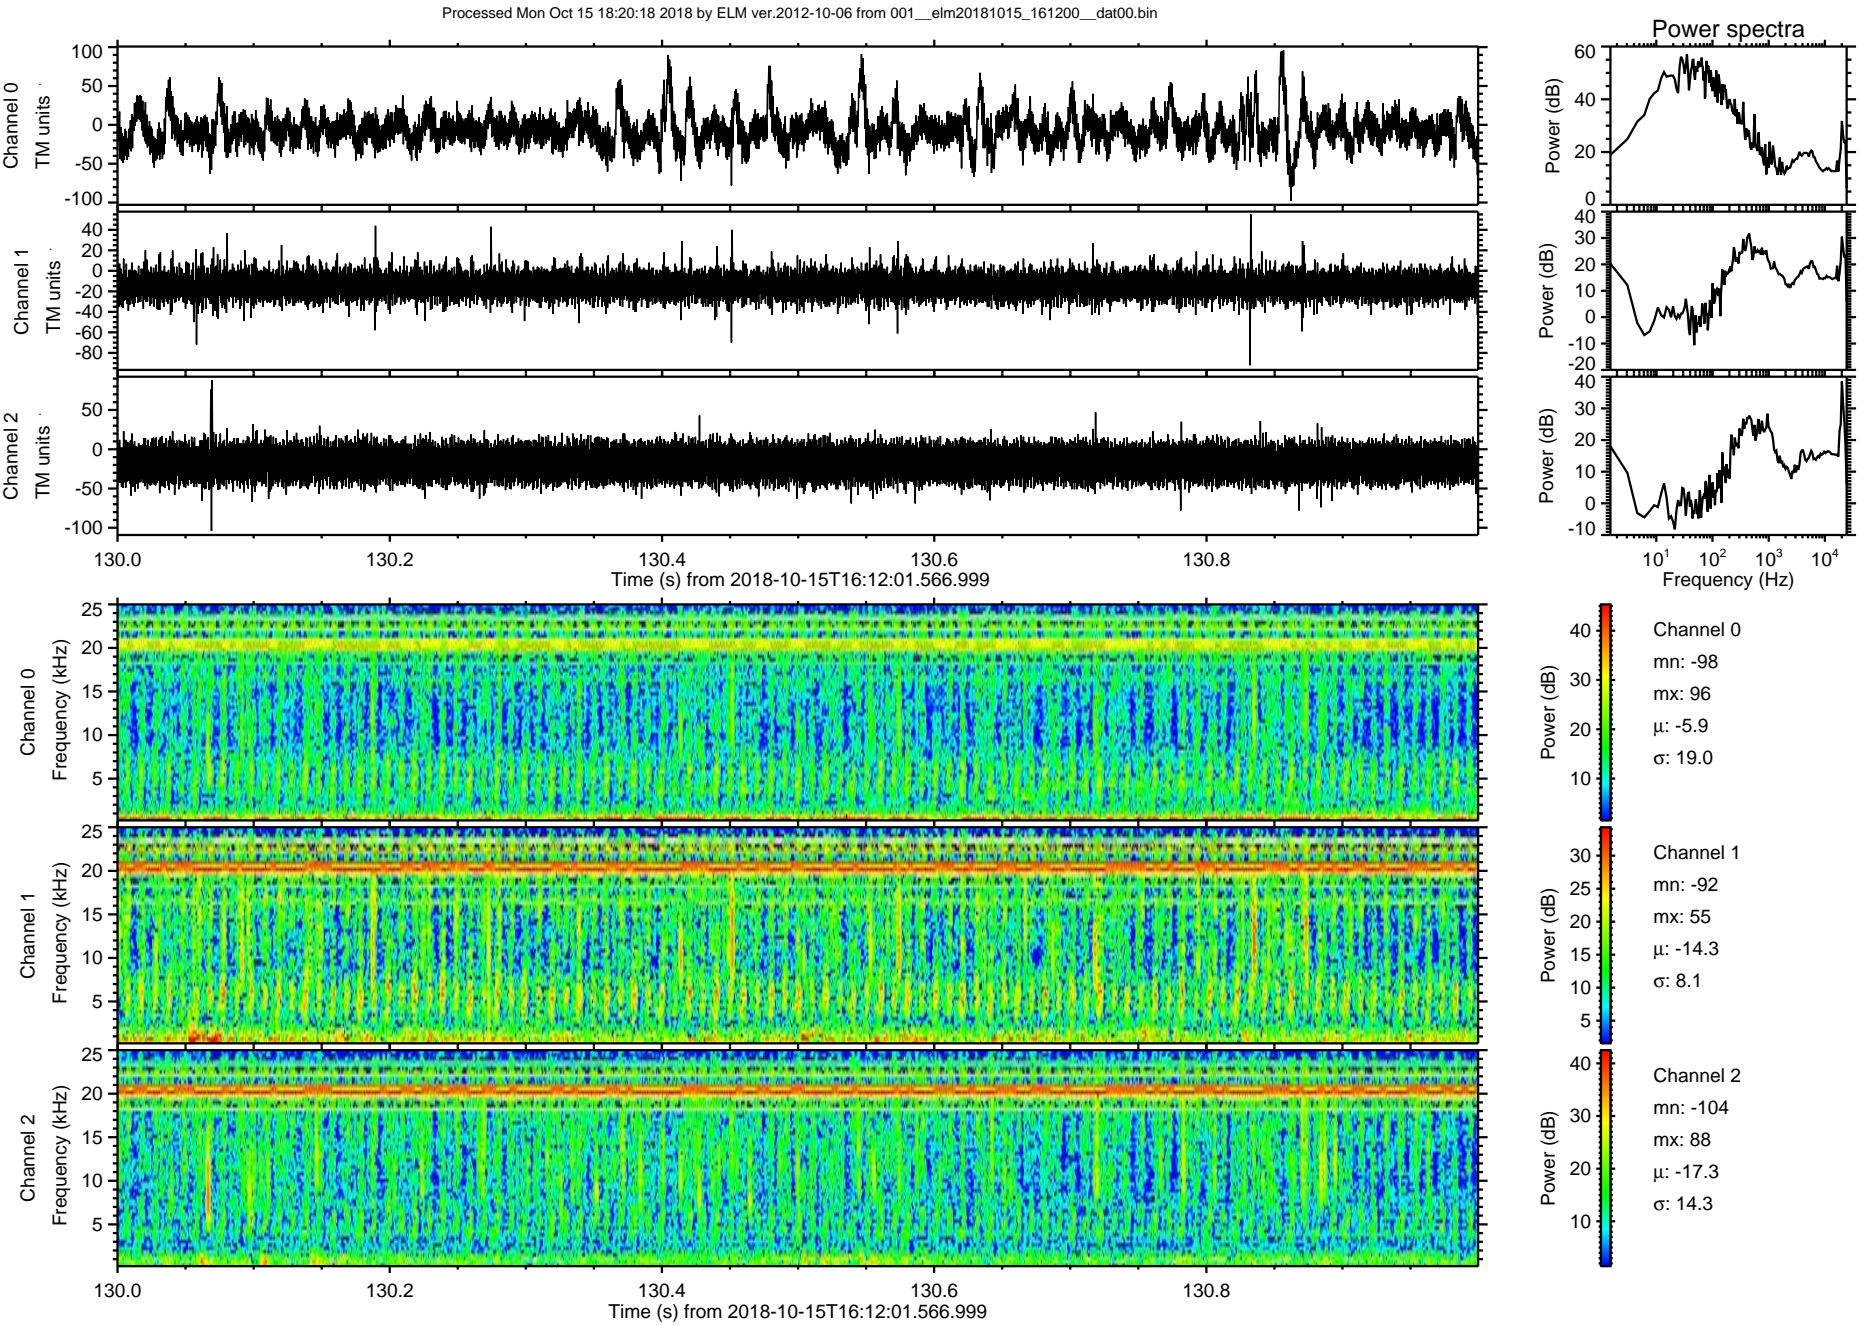 Processed Mon Oct 15 18:20:18 2018 by ELM ver.2012-10-06 from 001__elm20181015_161200__dat00.bin
Power spectra
Channel 0
TM units
100
50
0
-50
-100
Power (dB)
60
40
20
0
Channel 1
TM units
40
20
0
-20
-40
-60
-80
Power (dB)
40
30
20
10
0
-10
-20
Channel 2
TM units
50
0
-50
-100
Power (dB)
40
30
20
10
0
-10
130.0 130.2 130.4 130.6 130.8
Time (s) from 2018-10-15T16:12:01.566.999
10¹ 10² 10³ 10⁴
Frequency (Hz)
Channel 0
Frequency (kHz)
25
20
15
10
5
Power (dB)
40
30
20
10
Channel 0
mn: -98
mx: 96
μ: -5.9
σ: 19.0
Channel 1
Frequency (kHz)
25
20
15
10
5
Power (dB)
30
25
20
15
10
5
Channel 1
mn: -92
mx: 55
μ: -14.3
σ: 8.1
Channel 2
Frequency (kHz)
25
20
15
10
5
Power (dB)
40
30
20
10
Channel 2
mn: -104
mx: 88
μ: -17.3
σ: 14.3
130.0 130.2 130.4 130.6 130.8
Time (s) from 2018-10-15T16:12:01.566.999